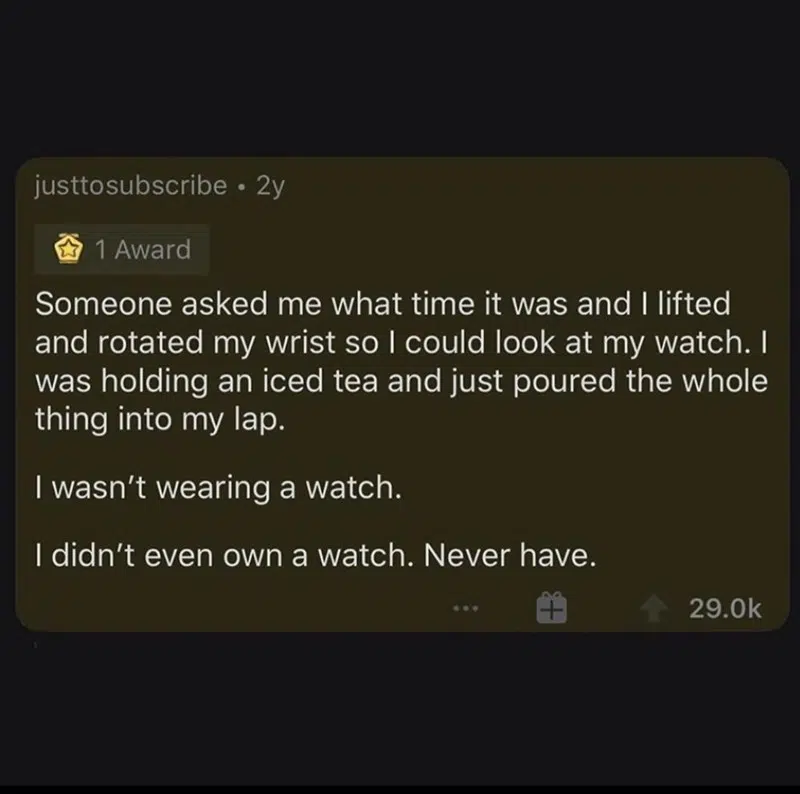 justtosubscribe • 2y
1 Award
Someone asked me what time it was and I lifted
and rotated my wrist so I could look at my watch. I
was holding an iced tea and just poured the whole
thing into my lap.
I wasn't wearing a watch.
I didn't even own a watch. Never have.
29.0k